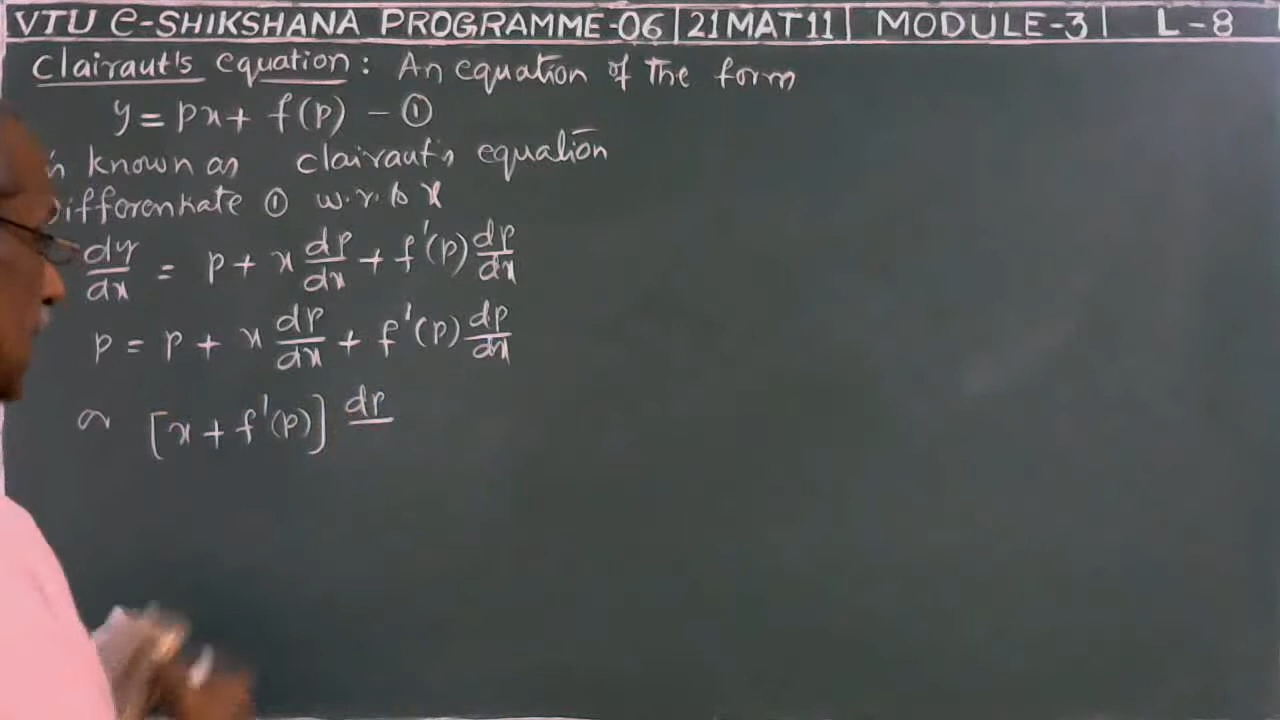 VTU e-SHIKSHANA PROGRAMME-06 | 21MAT11 | MODULE-3 | L-8
Clairaut's equation: An equation of the form
y = px + f(p) - ①
known as clairaut's equation
Differentiate ① w.r.to x
dy/dx = p + x dp/dx + f'(p) dp/dx
p = p + x dp/dx + f'(p) dp/dx
[x + f'(p)] dp